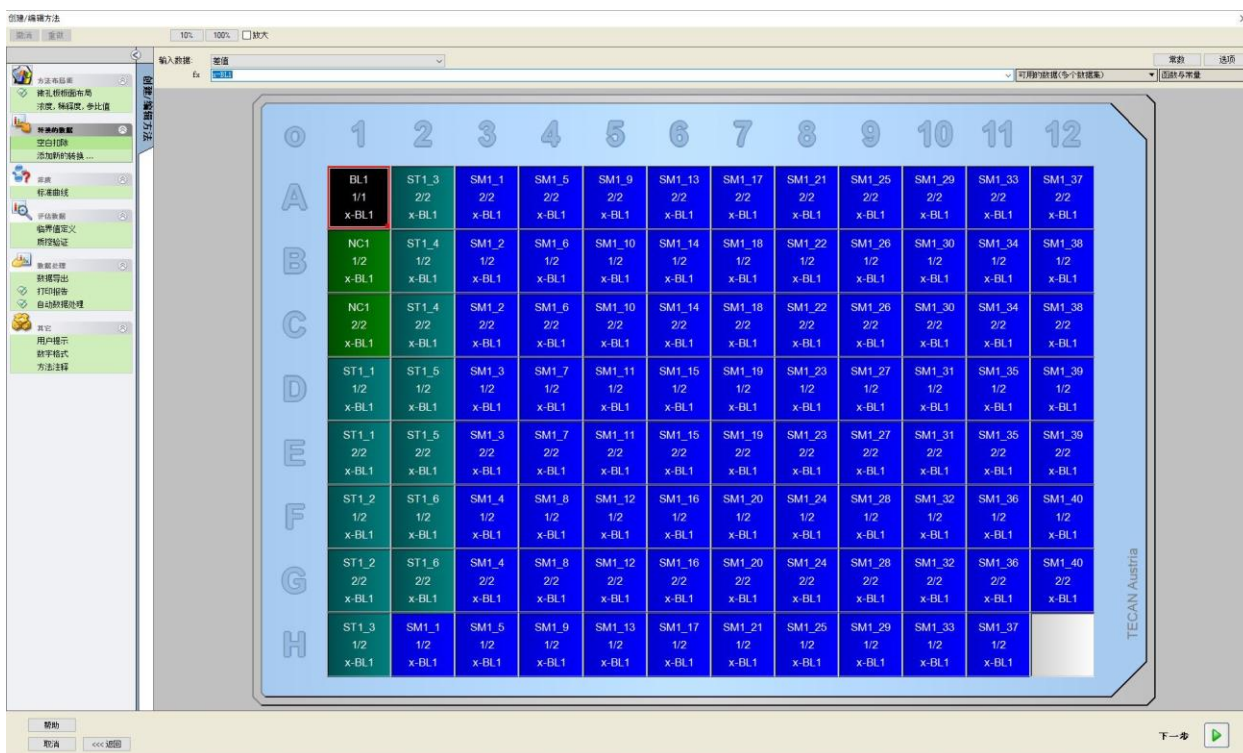 创建/编辑方法
撤消 重做 10% 100% 放大
输入数据: 差值 常数 选项
fx x-BL1 可用的数据(多个数据集) 函数与常量
方法布局
微孔板板面布局
浓度, 稀释度, 参比值
转换的数据
空白扣除
添加新的转换 ...
标准曲线
评估数据
临界值定义
质控验证
数据处理
数据导出
打印报告
自动数据处理
其它
用户提示
数字格式
方法注释
创建/编辑方法
o 1 2 3 4 5 6 7 8 9 10 11 12
A
BL1 ST1_3 SM1_1 SM1_5 SM1_9 SM1_13 SM1_17 SM1_21 SM1_25 SM1_29 SM1_33 SM1_37
1/1 2/2 2/2 2/2 2/2 2/2 2/2 2/2 2/2 2/2 2/2 2/2
x-BL1 x-BL1 x-BL1 x-BL1 x-BL1 x-BL1 x-BL1 x-BL1 x-BL1 x-BL1 x-BL1 x-BL1
B
NC1 ST1_4 SM1_2 SM1_6 SM1_10 SM1_14 SM1_18 SM1_22 SM1_26 SM1_30 SM1_34 SM1_38
1/2 1/2 1/2 1/2 1/2 1/2 1/2 1/2 1/2 1/2 1/2 1/2
x-BL1 x-BL1 x-BL1 x-BL1 x-BL1 x-BL1 x-BL1 x-BL1 x-BL1 x-BL1 x-BL1 x-BL1
C
NC1 ST1_4 SM1_2 SM1_6 SM1_10 SM1_14 SM1_18 SM1_22 SM1_26 SM1_30 SM1_34 SM1_38
2/2 2/2 2/2 2/2 2/2 2/2 2/2 2/2 2/2 2/2 2/2 2/2
x-BL1 x-BL1 x-BL1 x-BL1 x-BL1 x-BL1 x-BL1 x-BL1 x-BL1 x-BL1 x-BL1 x-BL1
D
ST1_1 ST1_5 SM1_3 SM1_7 SM1_11 SM1_15 SM1_19 SM1_23 SM1_27 SM1_31 SM1_35 SM1_39
1/2 1/2 1/2 1/2 1/2 1/2 1/2 1/2 1/2 1/2 1/2 1/2
x-BL1 x-BL1 x-BL1 x-BL1 x-BL1 x-BL1 x-BL1 x-BL1 x-BL1 x-BL1 x-BL1 x-BL1
E
ST1_1 ST1_5 SM1_3 SM1_7 SM1_11 SM1_15 SM1_19 SM1_23 SM1_27 SM1_31 SM1_35 SM1_39
2/2 2/2 2/2 2/2 2/2 2/2 2/2 2/2 2/2 2/2 2/2 2/2
x-BL1 x-BL1 x-BL1 x-BL1 x-BL1 x-BL1 x-BL1 x-BL1 x-BL1 x-BL1 x-BL1 x-BL1
F
ST1_2 ST1_6 SM1_4 SM1_8 SM1_12 SM1_16 SM1_20 SM1_24 SM1_28 SM1_32 SM1_36 SM1_40
1/2 1/2 1/2 1/2 1/2 1/2 1/2 1/2 1/2 1/2 1/2 1/2
x-BL1 x-BL1 x-BL1 x-BL1 x-BL1 x-BL1 x-BL1 x-BL1 x-BL1 x-BL1 x-BL1 x-BL1
G
ST1_2 ST1_6 SM1_4 SM1_8 SM1_12 SM1_16 SM1_20 SM1_24 SM1_28 SM1_32 SM1_36 SM1_40
2/2 2/2 2/2 2/2 2/2 2/2 2/2 2/2 2/2 2/2 2/2 2/2
x-BL1 x-BL1 x-BL1 x-BL1 x-BL1 x-BL1 x-BL1 x-BL1 x-BL1 x-BL1 x-BL1 x-BL1
H
ST1_3 SM1_1 SM1_5 SM1_9 SM1_13 SM1_17 SM1_21 SM1_25 SM1_29 SM1_33 SM1_37
1/2 1/2 1/2 1/2 1/2 1/2 1/2 1/2 1/2 1/2 1/2
x-BL1 x-BL1 x-BL1 x-BL1 x-BL1 x-BL1 x-BL1 x-BL1 x-BL1 x-BL1 x-BL1
TECAN Austria
帮助
取消 <<< 返回
下一步